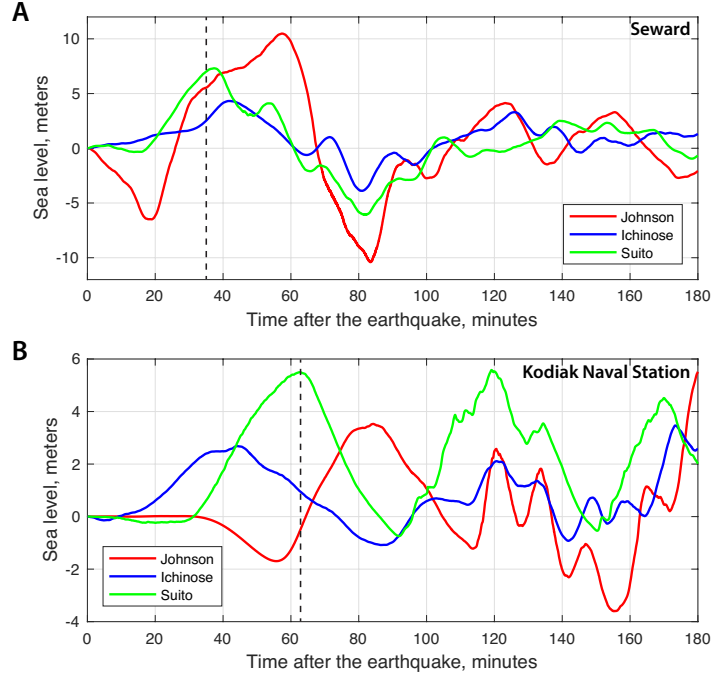 A
Seward
10
5
0
-5
-10
Sea level, meters
Johnson
Ichinose
Suito
0 20 40 60 80 100 120 140 160 180
Time after the earthquake, minutes
B
Kodiak Naval Station
6
4
2
0
-2
-4
Sea level, meters
Johnson
Ichinose
Suito
0 20 40 60 80 100 120 140 160 180
Time after the earthquake, minutes